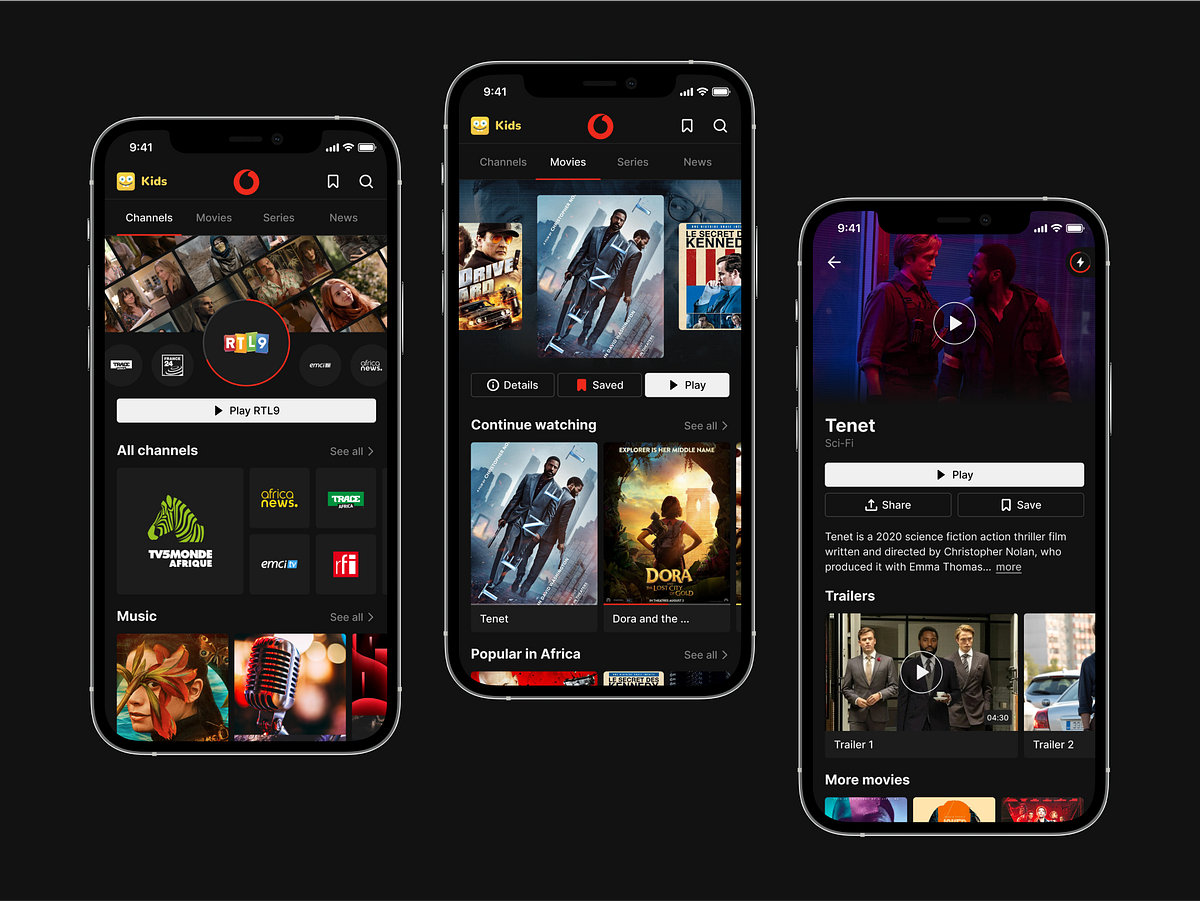 9:41
Kids
Channels Movies Series News
TRACE
FRANCE 24
RTL9
emci
africa news.
Play RTL9
All channels See all
TV5MONDE
AFRIQUE
africa
news.
TRACE
AFRICA
emci tv
rfi
Music See all
9:41
Kids
Channels Movies Series News
DRIVE
HARD
TENET
LE SECRET DE
KENNED
Details Saved Play
Continue watching See all
TENET
EXPLORER IS HER MIDDLE NAME
DORA
LOST CITY
OF GOLD
Tenet
Dora and the ...
Popular in Africa See all
9:41
Tenet
Sci-Fi
Play
Share Save
Tenet is a 2020 science fiction action thriller film
written and directed by Christopher Nolan, who
produced it with Emma Thomas... more
Trailers
04:30
Trailer 1 Trailer 2
More movies